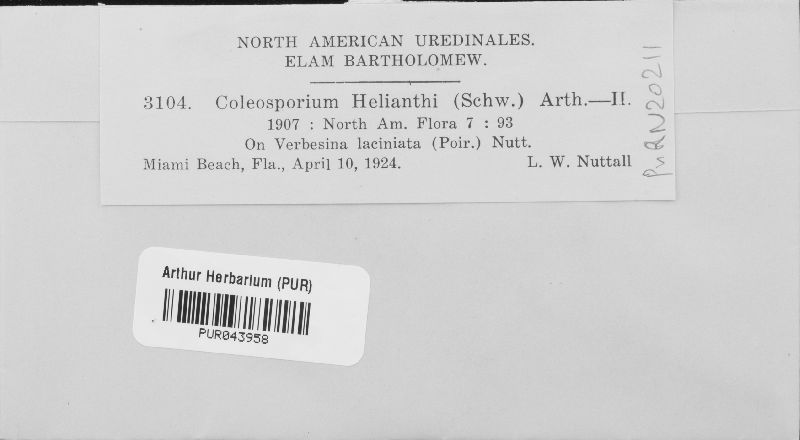 NORTH AMERICAN UREDINALES.
ELAM BARTHOLOMEW.
3104. Coleosporium Helianthi (Schw.) Arth.—II.
1907 : North Am. Flora 7 : 93
On Verbesina laciniata (Poir.) Nutt.
Miami Beach, Fla., April 10, 1924. L. W. Nuttall
PURN20211
Arthur Herbarium (PUR)
PUR043958